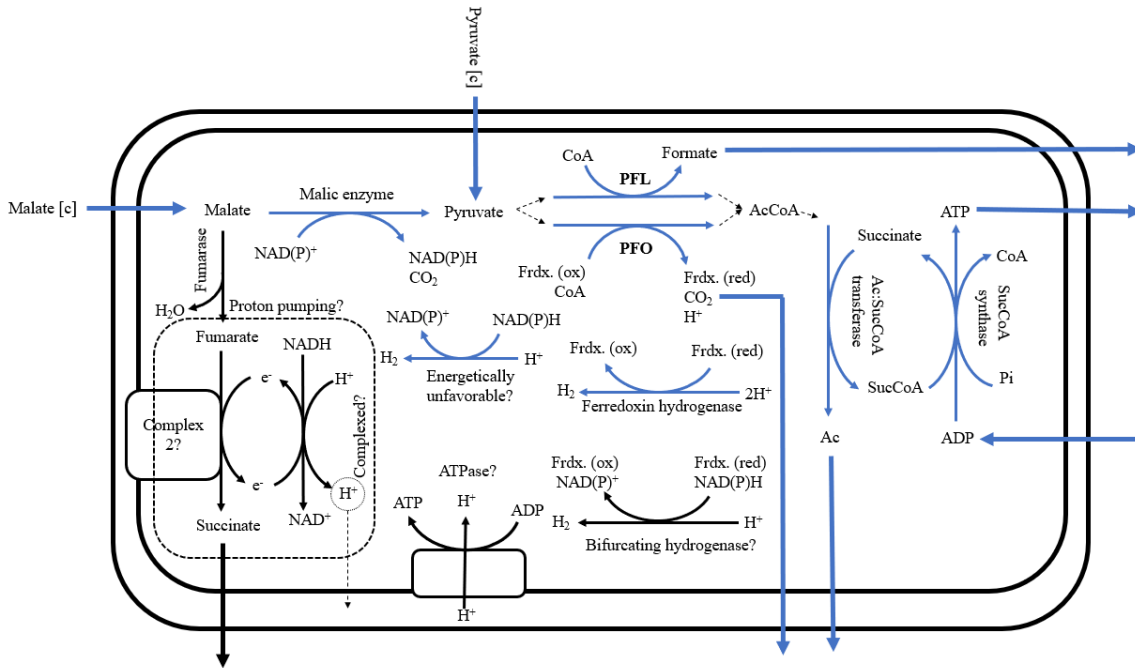 Pyruvate [c]
CoA
Formate
PFL
Malate [c]
Malate
Malic enzyme
Pyruvate
AcCoA
ATP
NAD(P)⁺
NAD(P)H
CO₂
PFO
Frdx. (ox)
CoA
Frdx. (red)
CO₂
H⁺
Succinate
CoA
Fumarase
H₂O
Proton pumping?
Ac:SucCoA
transferase
SucCoA
synthase
Fumarate
NADH
NAD(P)⁺
NAD(P)H
H₂
H⁺
Energetically
unfavorable?
Frdx. (ox)
Frdx. (red)
H₂
2H⁺
Ferredoxin hydrogenase
SucCoA
Pi
e⁻
H⁺
Complex
2?
Complexed?
Ac
ADP
e⁻
H⁺
Succinate
NAD⁺
ATPase?
ATP
H⁺
ADP
H⁺
Frdx. (ox)
NAD(P)⁺
Frdx. (red)
NAD(P)H
H₂
H⁺
Bifurcating hydrogenase?